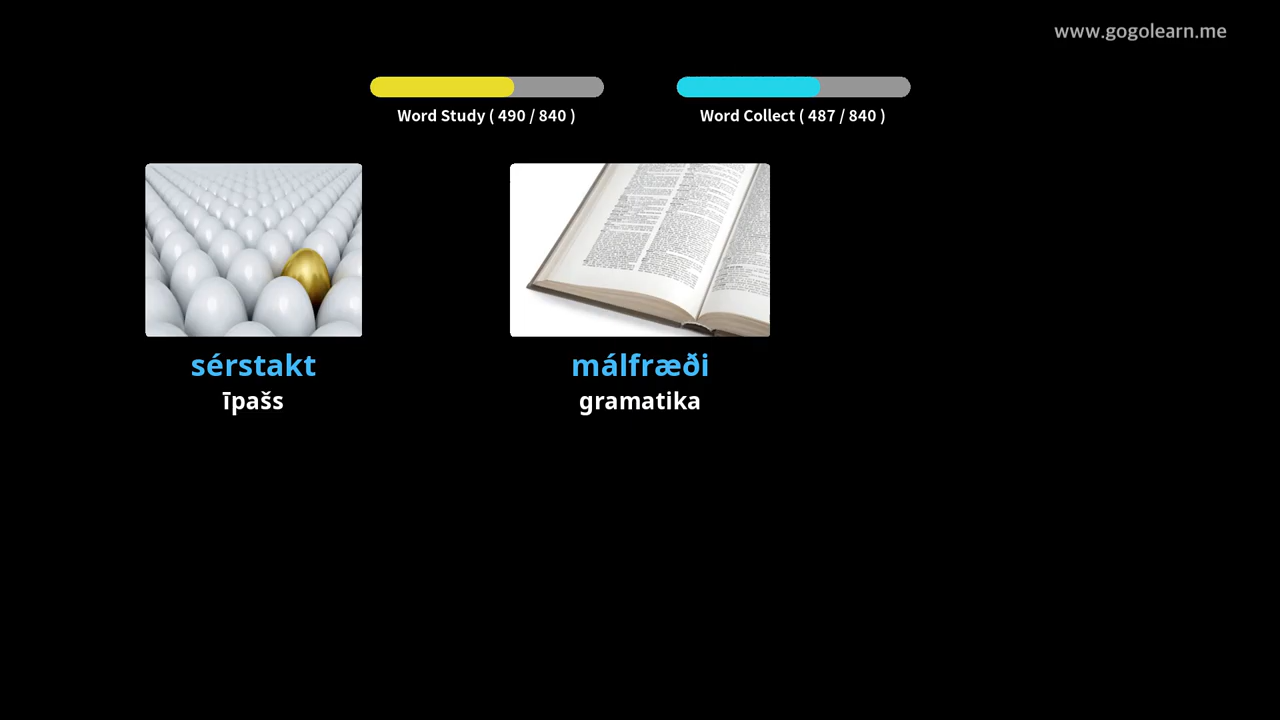 www.gogolearn.me
Word Study ( 490 / 840 )
Word Collect ( 487 / 840 )
sérstakt
īpašs
málfræði
gramatika